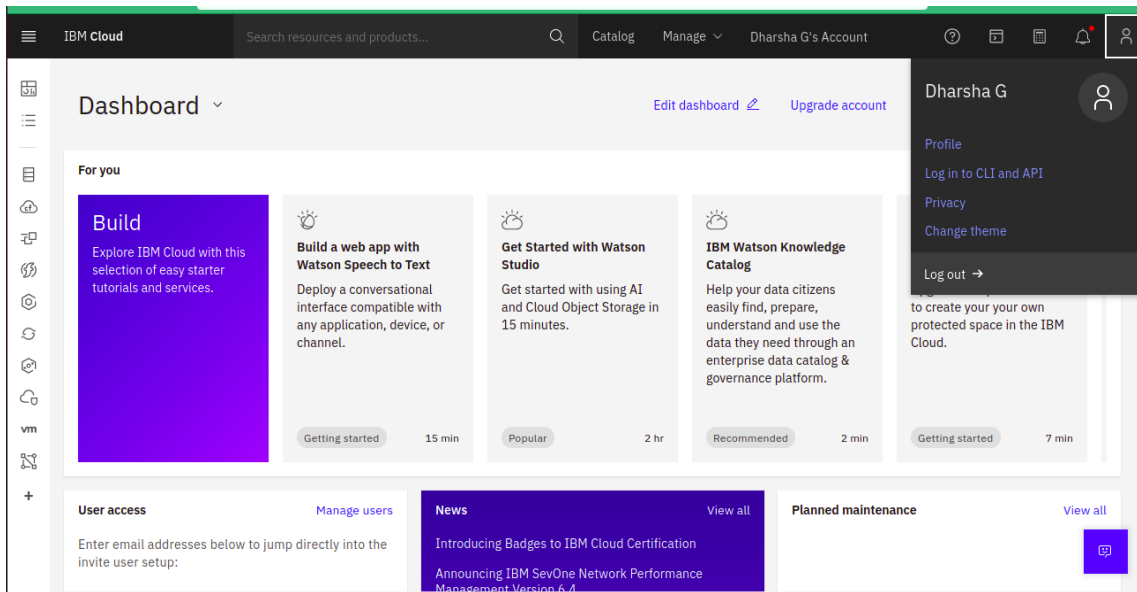 IBM Cloud
Search resources and products...
Catalog
Manage
Dharsha G's Account
Dharsha G
Profile
Log in to CLI and API
Privacy
Change theme
Log out →
Dashboard
Edit dashboard
Upgrade account
For you
Build
Explore IBM Cloud with this
selection of easy starter
tutorials and services.
Build a web app with
Watson Speech to Text
Deploy a conversational
interface compatible with
any application, device, or
channel.
Getting started
15 min
Get Started with Watson
Studio
Get started with using AI
and Cloud Object Storage in
15 minutes.
Popular
2 hr
IBM Watson Knowledge
Catalog
Help your data citizens
easily find, prepare,
understand and use the
data they need through an
enterprise data catalog &
governance platform.
Recommended
2 min
to create your your own
protected space in the IBM
Cloud.
Getting started
7 min
cf
vm
User access
Manage users
Enter email addresses below to jump directly into the
invite user setup:
News
View all
Introducing Badges to IBM Cloud Certification
Announcing IBM SevOne Network Performance
Management Version 6.4
Planned maintenance
View all